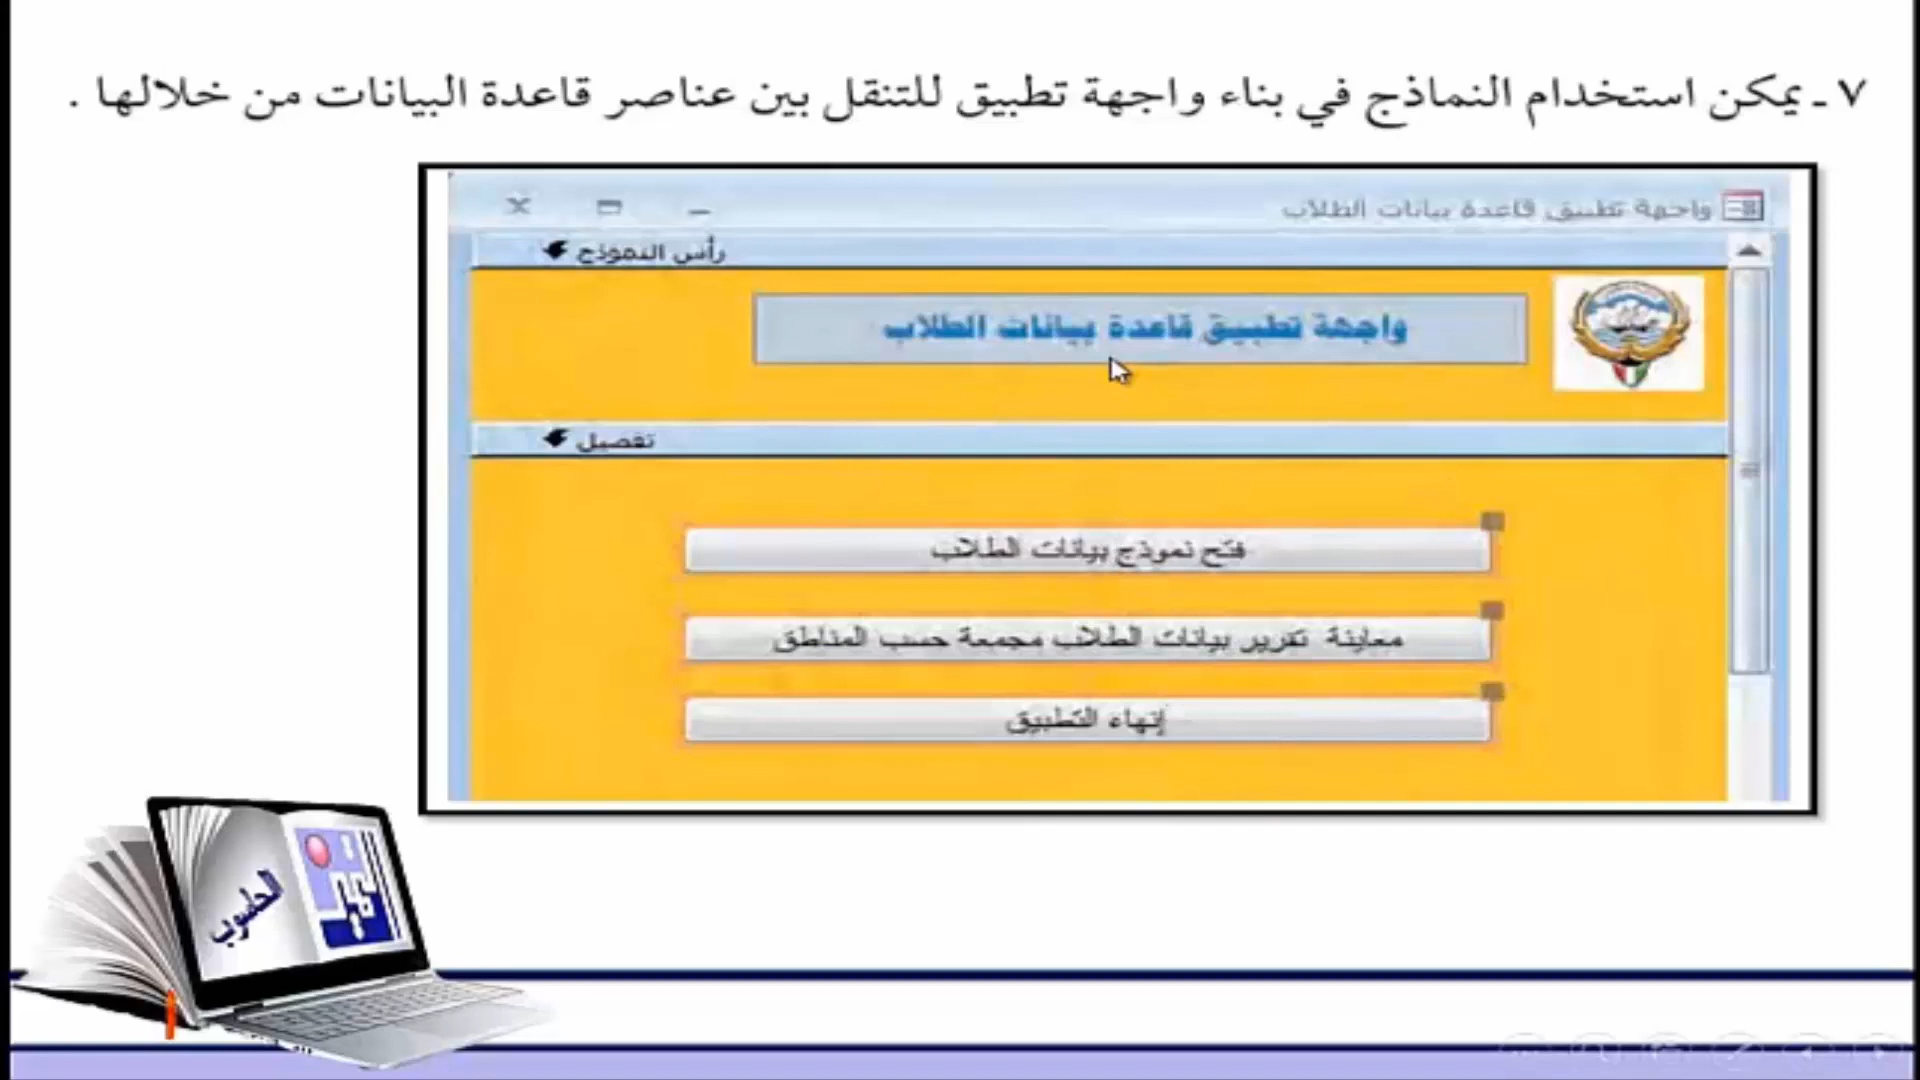 ٧ ـ يمكن استخدام النماذج في بناء واجهة تطبيق للتنقل بين عناصر قاعدة البيانات من خلالها .
واجهة تطبيق قاعدة بيانات الطلاب
رأس النموذج
واجهة تطبيق قاعدة بيانات الطلاب
تفصيل
فتح نموذج بيانات الطلاب
معاينة تقرير بيانات الطلاب مجمعة حسب المناطق
إنهاء التطبيق
الحاسوب